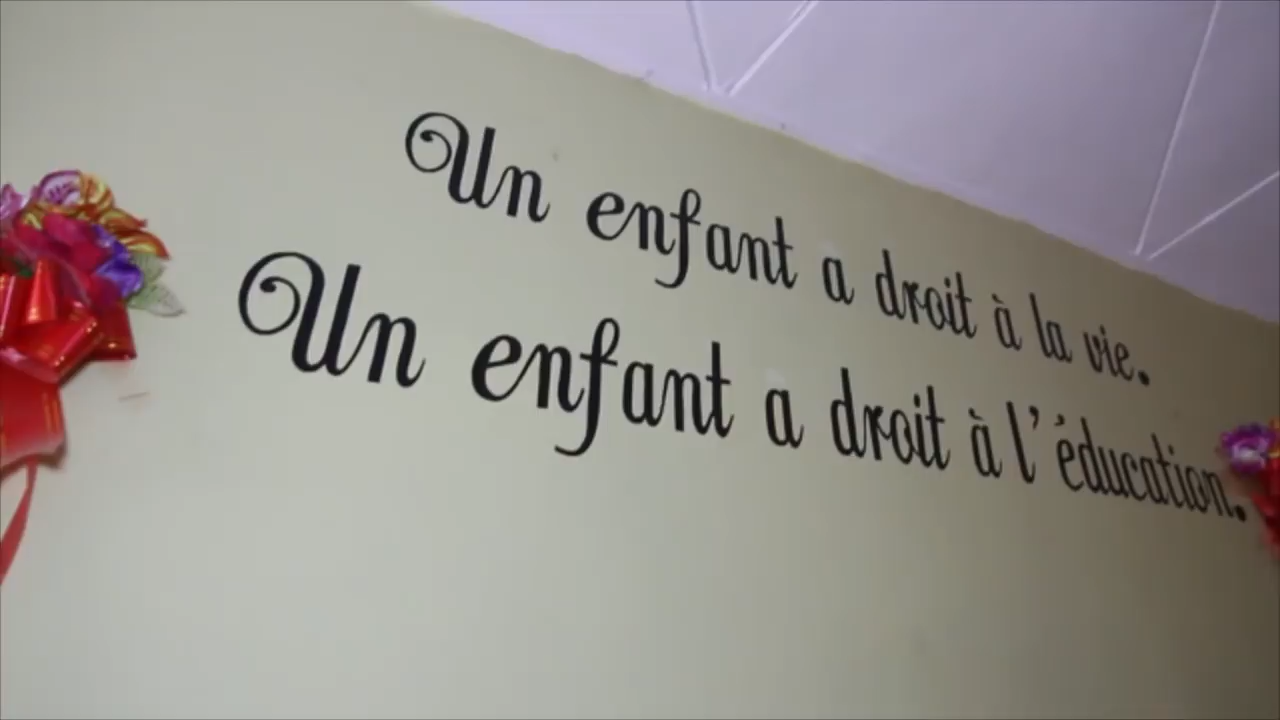 Un enfant a droit à la vie.
Un enfant a droit à l'éducation.